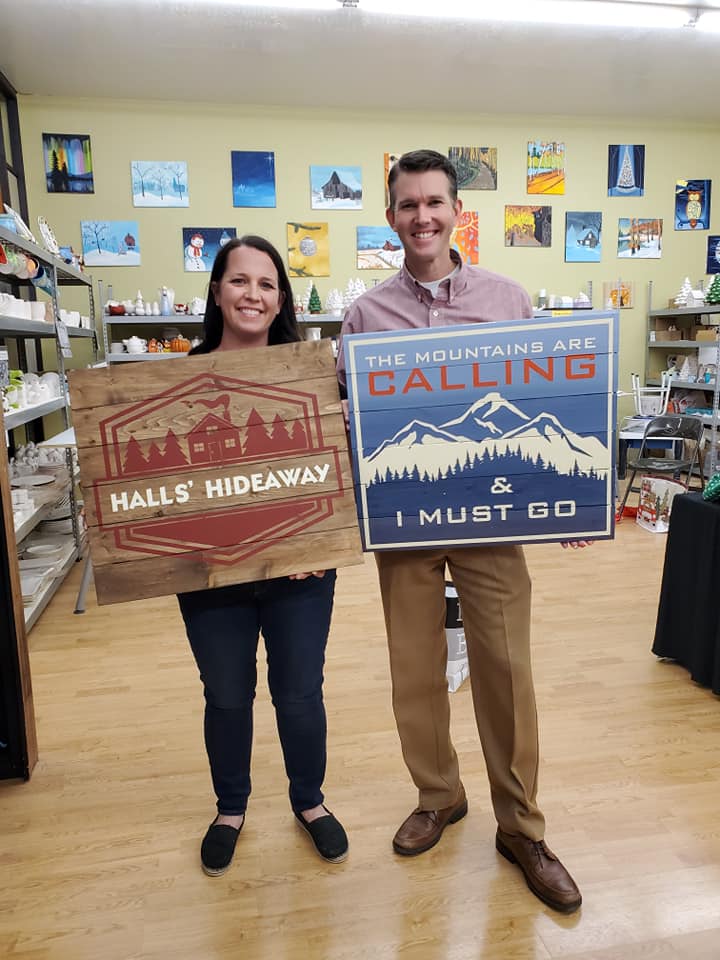 HALLS' HIDEAWAY
THE MOUNTAINS ARE
CALLING
&
I MUST GO